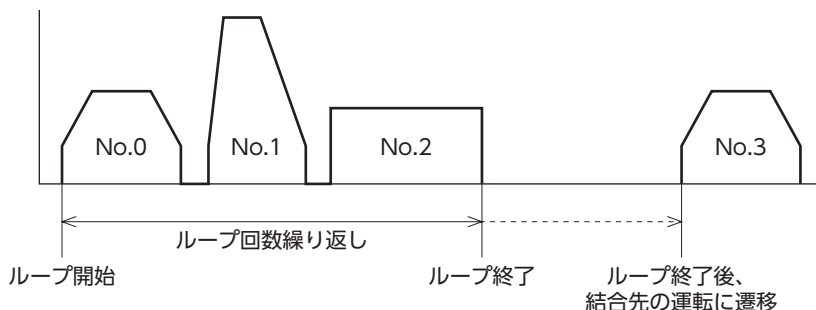 No.0
No.1
No.2
No.3
ループ回数繰り返し
ループ開始
ループ終了
ループ終了後、
結合先の運転に遷移